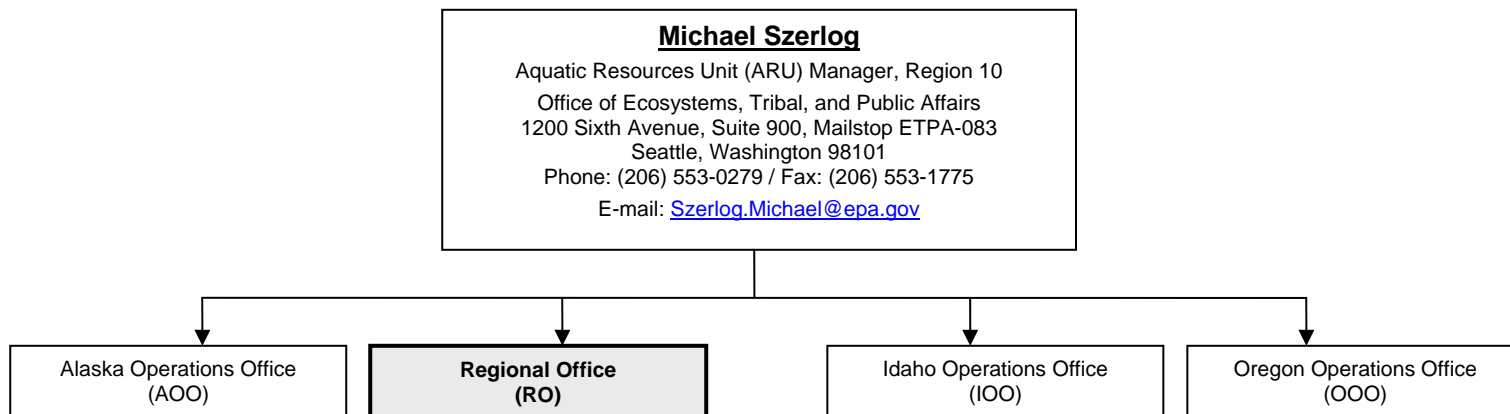 Michael Szerlog
Aquatic Resources Unit (ARU) Manager, Region 10
Office of Ecosystems, Tribal, and Public Affairs
1200 Sixth Avenue, Suite 900, Mailstop ETPA-083
Seattle, Washington 98101
Phone: (206) 553-0279 / Fax: (206) 553-1775
E-mail: Szerlog.Michael@epa.gov
Alaska Operations Office
(AOO)
Regional Office
(RO)
Idaho Operations Office
(IOO)
Oregon Operations Office
(OOO)